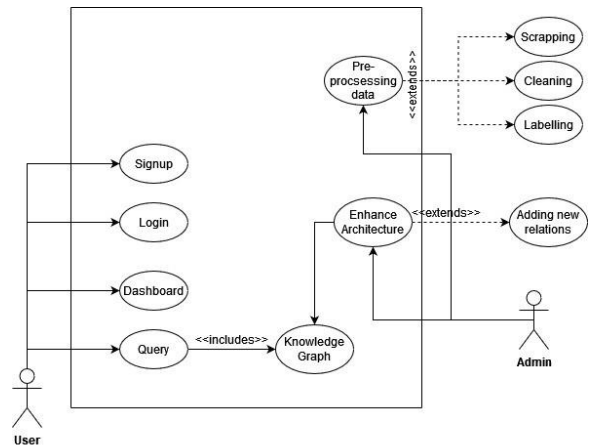 Scrapping
Pre-
procsessing
data
<<extends>>
Cleaning
Labelling
Signup
Login
Enhance
Architecture
<<extends>>
Adding new
relations
Dashboard
Query
<<includes>>
Knowledge
Graph
Admin
User